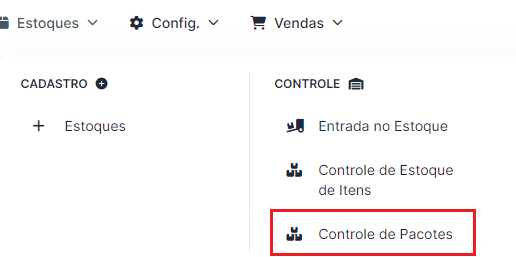 Estoques Config. Vendas
CADASTRO
Estoques
CONTROLE
Entrada no Estoque
Controle de Estoque
de Itens
Controle de Pacotes